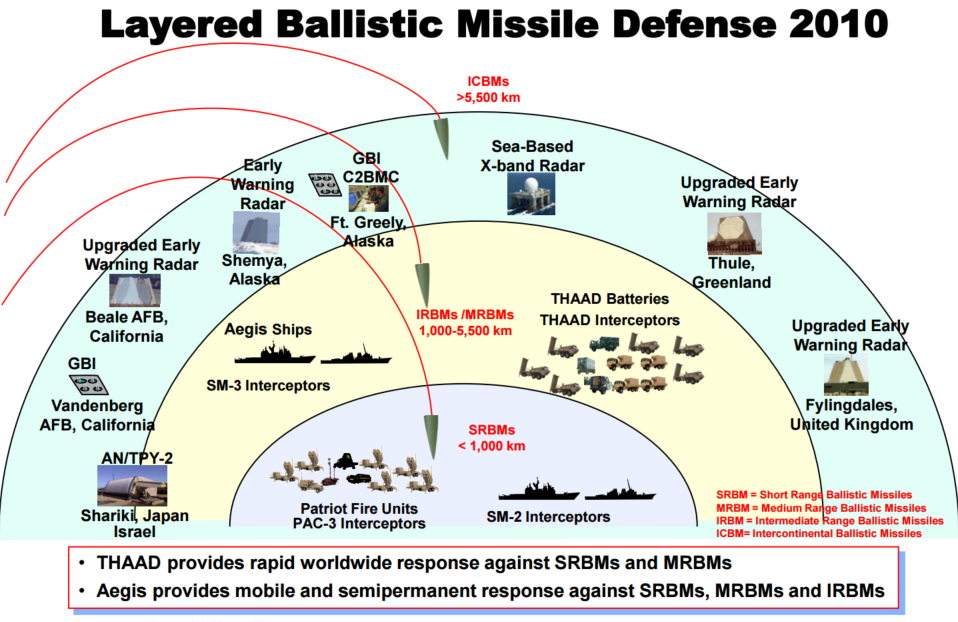 Layered Ballistic Missile Defense 2010
ICBMs
>5,500 km
Sea-Based
X-band Radar
GBI
C2BMC
Ft. Greely,
Alaska
Early
Warning
Radar
Shemya,
Alaska
Upgraded Early
Warning Radar
Thule,
Greenland
Upgraded Early
Warning Radar
Beale AFB,
California
IRBMs /MRBMs
1,000-5,500 km
THAAD Batteries
THAAD Interceptors
Aegis Ships
SM-3 Interceptors
Upgraded Early
Warning Radar
Fylingdales,
United Kingdom
GBI
Vandenberg
AFB, California
SRBMs
< 1,000 km
AN/TPY-2
Shariki, Japan
Israel
Patriot Fire Units
PAC-3 Interceptors
SM-2 Interceptors
SRBM = Short Range Ballistic Missiles
MRBM = Medium Range Ballistic Missiles
IRBM = Intermediate Range Ballistic Missiles
ICBM= Intercontinental Ballistic Missiles
• THAAD provides rapid worldwide response against SRBMs and MRBMs
• Aegis provides mobile and semipermanent response against SRBMs, MRBMs and IRBMs